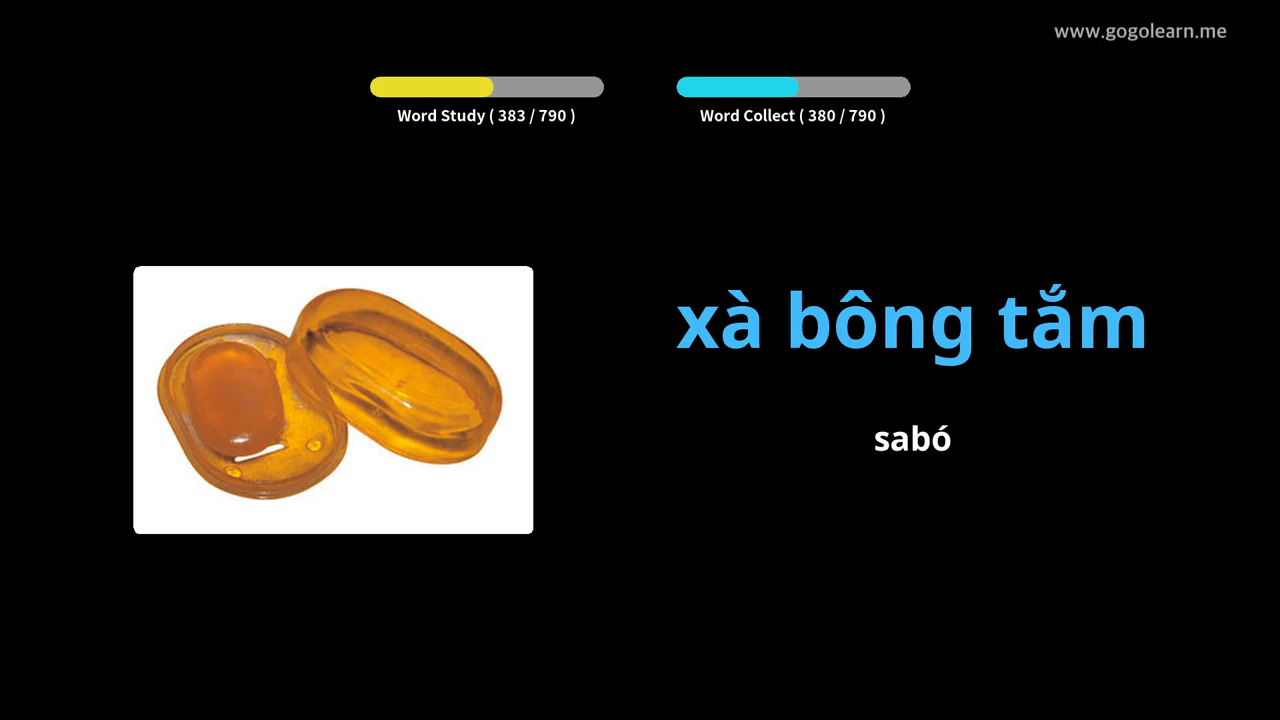 www.gogolearn.me
Word Study ( 383 / 790 )
Word Collect ( 380 / 790 )
xà bông tắm
sabó